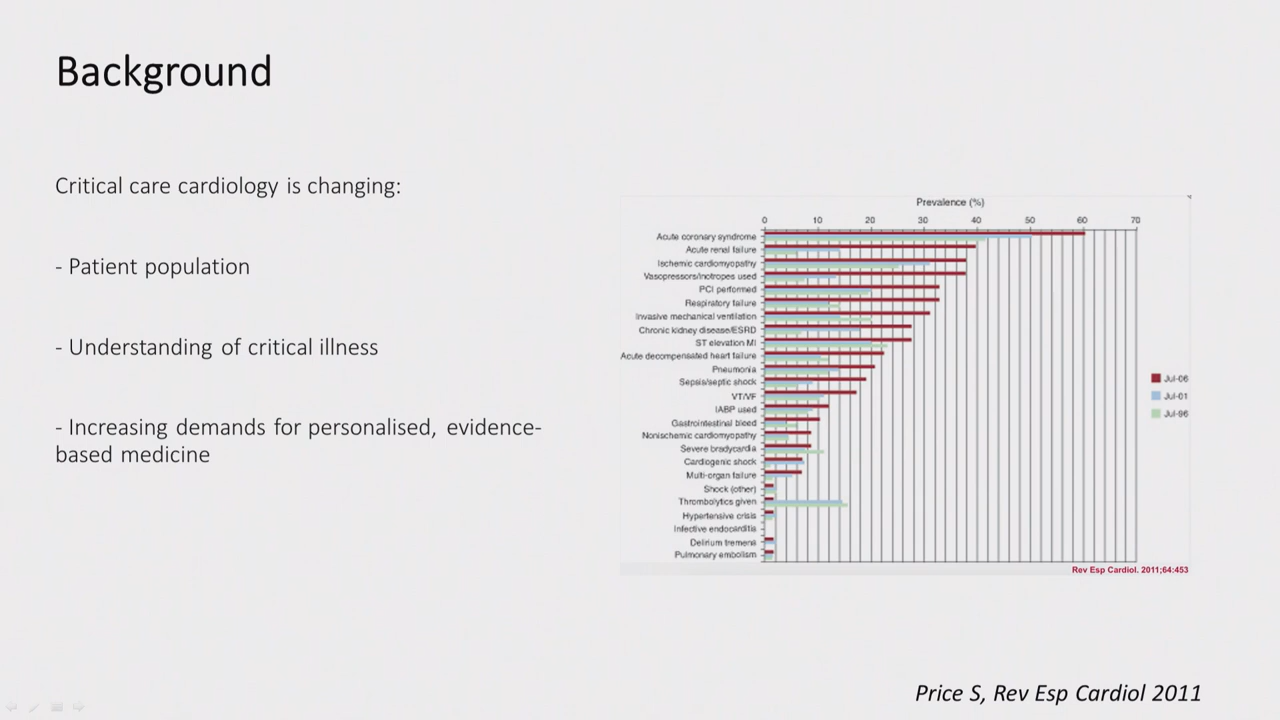 Background
Critical care cardiology is changing:
- Patient population
- Understanding of critical illness
- Increasing demands for personalised, evidence-
based medicine
Prevalence (%)
0 10 20 30 40 50 60 70
Acute coronary syndrome
Acute renal failure
Ischemic cardiomyopathy
Vasopressors/inotropes used
PCI performed
Respiratory failure
Invasive mechanical ventilation
Chronic kidney disease/ESRD
ST elevation MI
Acute decompensated heart failure
Pneumonia
Sepsis/septic shock
VT/VF
IABP used
Gastrointestinal bleed
Nonischemic cardiomyopathy
Severe bradycardia
Cardiogenic shock
Multi-organ failure
Shock (other)
Thrombolytics given
Hypertensive crisis
Infective endocarditis
Delirium tremens
Pulmonary embolism
Jul-06
Jul-01
Jul-96
Rev Esp Cardiol. 2011;64:453
Price S, Rev Esp Cardiol 2011